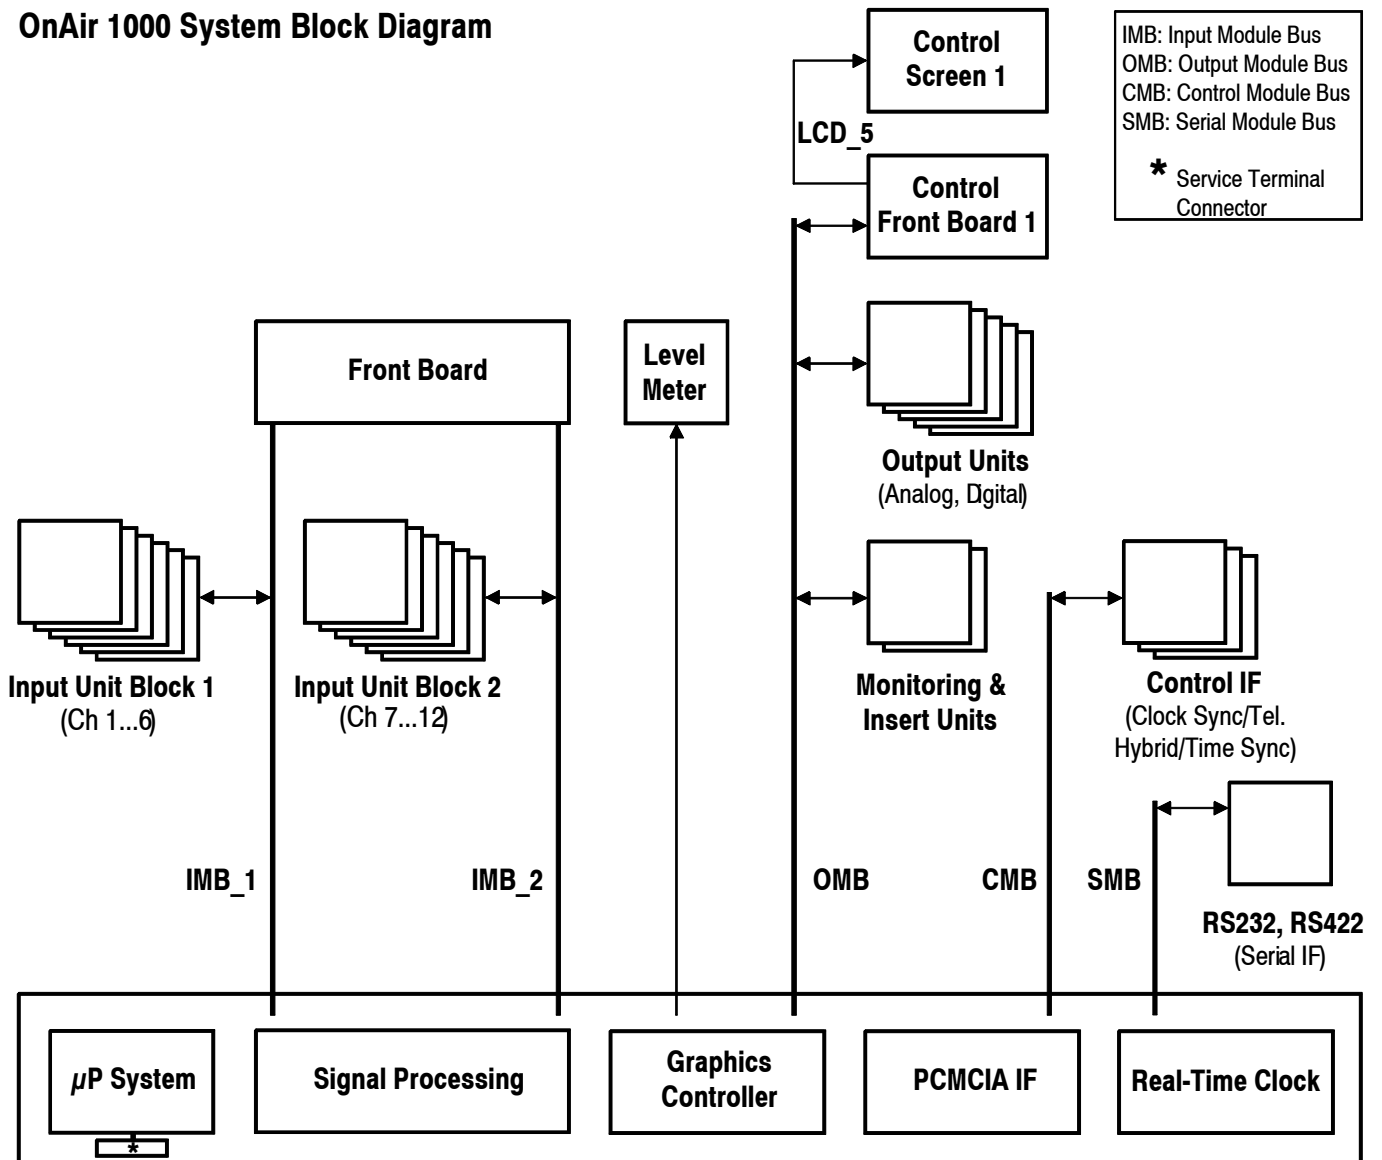 OnAir 1000 System Block Diagram
Control
Screen 1
IMB: Input Module Bus
OMB: Output Module Bus
CMB: Control Module Bus
SMB: Serial Module Bus
* Service Terminal
Connector
LCD_5
Control
Front Board 1
Front Board
Level
Meter
Output Units
(Analog, Digital)
Input Unit Block 1
(Ch 1...6)
Input Unit Block 2
(Ch 7...12)
Monitoring &
Insert Units
Control IF
(Clock Sync/Tel.
Hybrid/Time Sync)
IMB_1
IMB_2
OMB
CMB
SMB
RS232, RS422
(Serial IF)
µP System
*
Signal Processing
Graphics
Controller
PCMCIA IF
Real-Time Clock